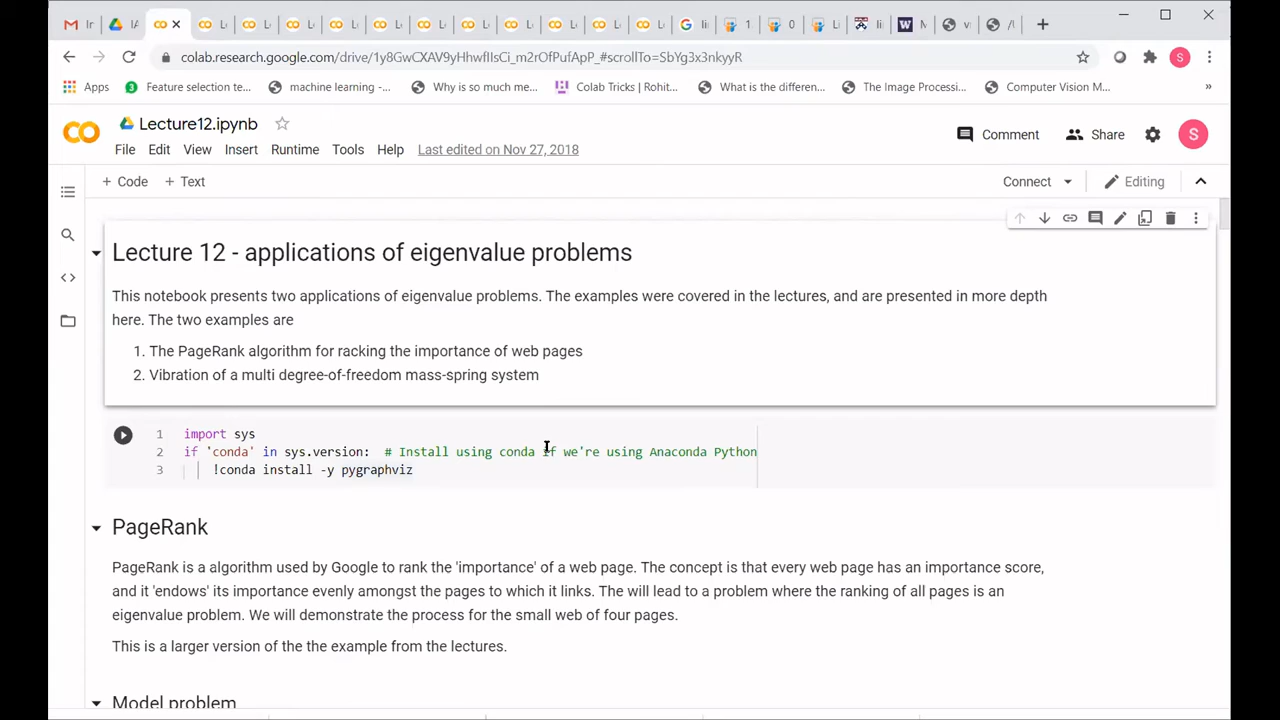 Ir
IA
L
L
L
L
L
L
L
L
L
L
L
lii
1
0
L
li
M
v
/l
colab.research.google.com/drive/1y8GwCXAV9yHhwfIIsCi_m2rOfPufApP_#scrollTo=SbYg3x3nkyyR
S
Apps
Feature selection te...
machine learning -...
Why is so much me...
Colab Tricks | Rohit...
What is the differen...
The Image Processi...
Computer Vision M...
»
Lecture12.ipynb
Comment
Share
S
File Edit View Insert Runtime Tools Help Last edited on Nov 27, 2018
+ Code + Text
Connect
Editing
Lecture 12 - applications of eigenvalue problems
This notebook presents two applications of eigenvalue problems. The examples were covered in the lectures, and are presented in more depth
here. The two examples are
1. The PageRank algorithm for racking the importance of web pages
2. Vibration of a multi degree-of-freedom mass-spring system
1 import sys
2 if 'conda' in sys.version: # Install using conda if we're using Anaconda Python
3 !conda install -y pygraphviz
PageRank
PageRank is a algorithm used by Google to rank the 'importance' of a web page. The concept is that every web page has an importance score,
and it 'endows' its importance evenly amongst the pages to which it links. The will lead to a problem where the ranking of all pages is an
eigenvalue problem. We will demonstrate the process for the small web of four pages.
This is a larger version of the the example from the lectures.
Model problem